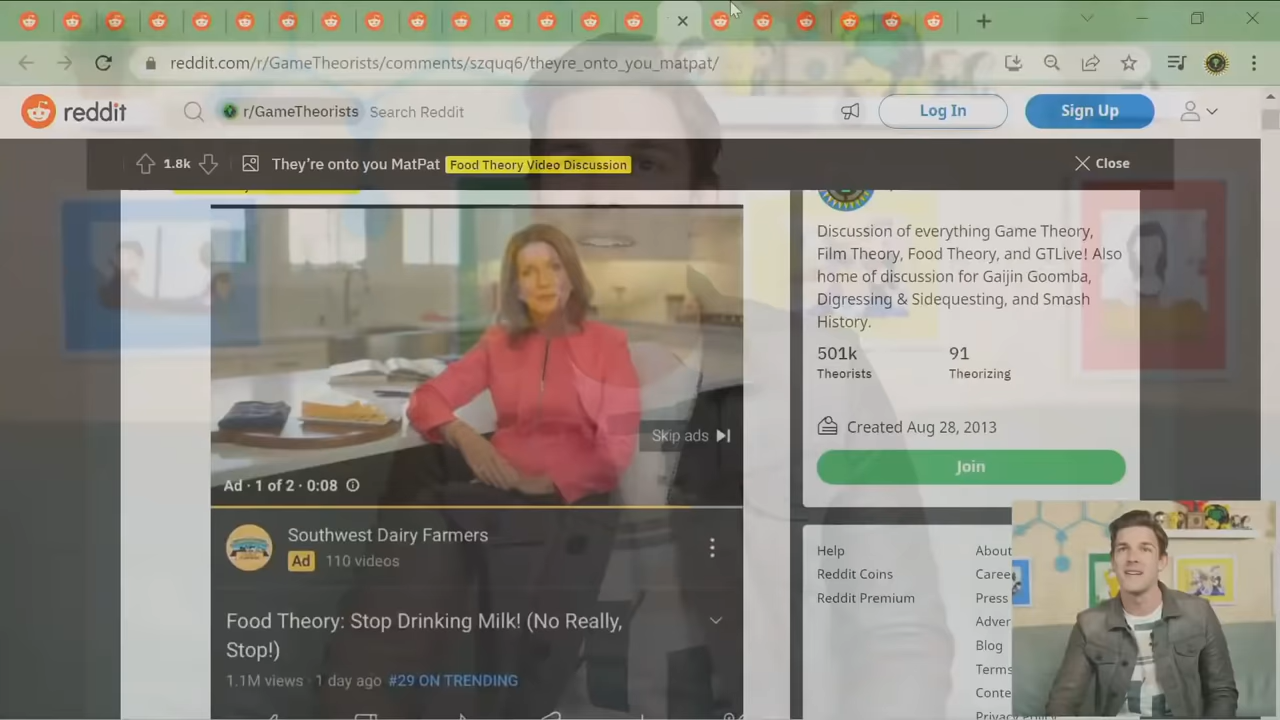 reddit.com/r/GameTheorists/comments/szquq6/theyre_onto_you_matpat/
reddit
r/GameTheorists
Search Reddit
Log In
Sign Up
1.8k
They're onto you MatPat
Food Theory Video Discussion
Close
Skip ads
Ad · 1 of 2 · 0:08
Southwest Dairy Farmers
Ad 110 videos
Food Theory: Stop Drinking Milk! (No Really,
Stop!)
1.1M views · 1 day ago #29 ON TRENDING
Discussion of everything Game Theory,
Film Theory, Food Theory, and GTLive! Also
home of discussion for Gaijin Goomba,
Digressing & Sidequesting, and Smash
History.
501k
91
Theorists
Theorizing
Created Aug 28, 2013
Join
Help
About
Reddit Coins
Caree
Reddit Premium
Press
Adver
Blog
Terms
Conte
Privacy